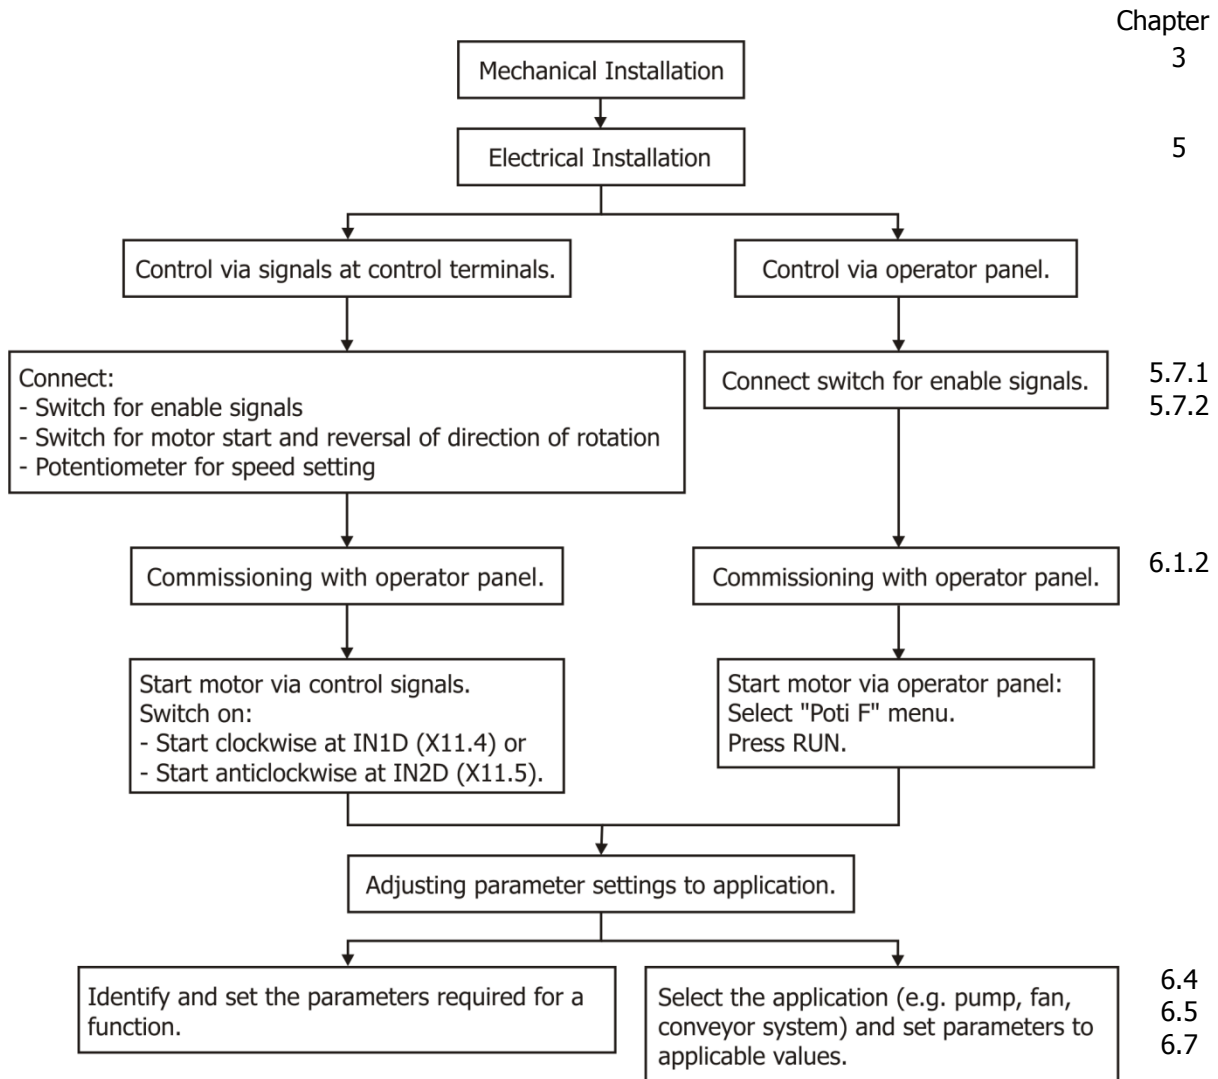 Chapter
Mechanical Installation
3
Electrical Installation
5
Control via signals at control terminals.
Control via operator panel.
Connect:
- Switch for enable signals
- Switch for motor start and reversal of direction of rotation
- Potentiometer for speed setting
Connect switch for enable signals.
5.7.1
5.7.2
Commissioning with operator panel.
Commissioning with operator panel.
6.1.2
Start motor via control signals.
Switch on:
- Start clockwise at IN1D (X11.4) or
- Start anticlockwise at IN2D (X11.5).
Start motor via operator panel:
Select "Poti F" menu.
Press RUN.
Adjusting parameter settings to application.
Identify and set the parameters required for a
function.
Select the application (e.g. pump, fan,
conveyor system) and set parameters to
applicable values.
6.4
6.5
6.7